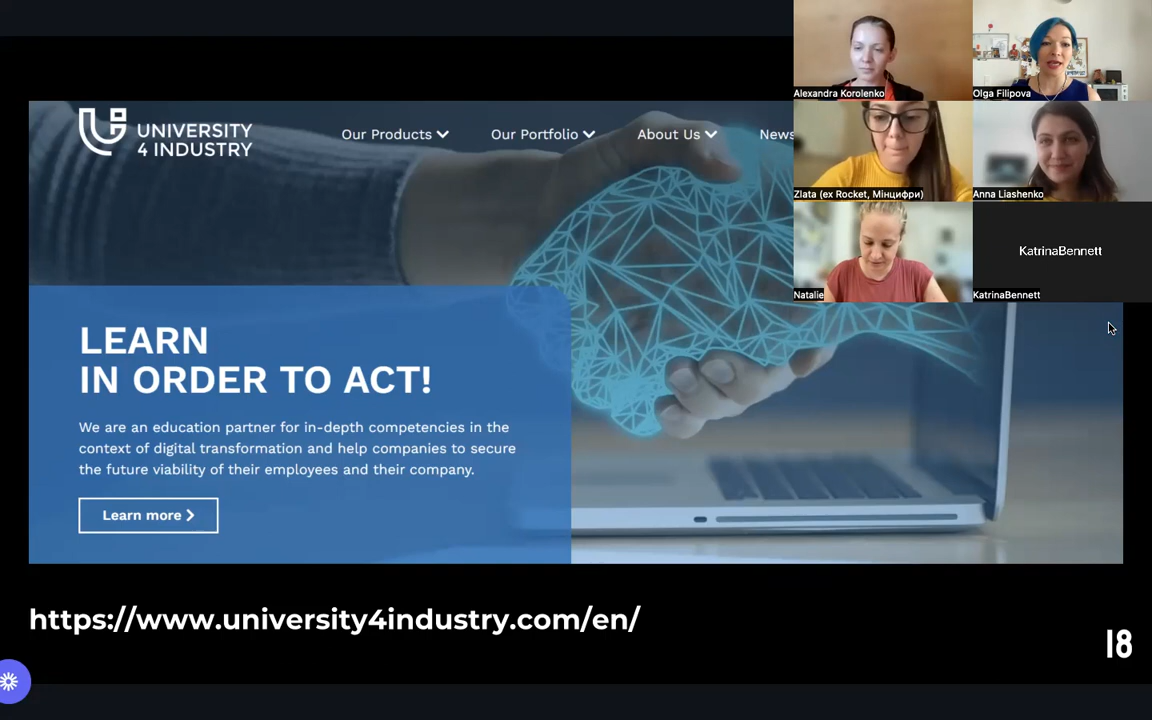 UNIVERSITY
4 INDUSTRY
Our Products
Our Portfolio
About Us
News
Alexandra Korolenko
Olga Filipova
Zlata (ex Rocket, Мінцифри)
Anna Liashenko
Natalie
KatrinaBennett
KatrinaBennett
LEARN
IN ORDER TO ACT!
We are an education partner for in-depth competencies in the
context of digital transformation and help companies to secure
the future viability of their employees and their company.
Learn more
https://www.university4industry.com/en/
18